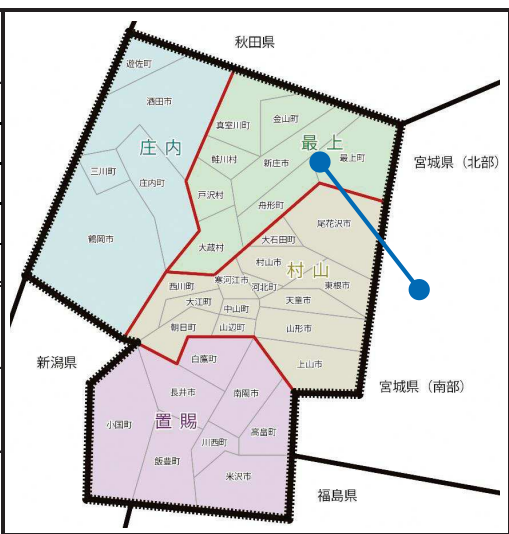 秋田県
遊佐町
酒田市
庄内
三川町
庄内町
鶴岡市
真室川町
金山町
最上
鮭川村
新庄市
最上町
戸沢村
舟形町
大蔵村
宮城県（北部）
尾花沢市
大石田町
村山市
村山
西川町
寒河江市
河北町
東根市
大江町
中山町
天童市
朝日町
山辺町
山形市
上山市
宮城県（南部）
新潟県
白鷹町
長井市
南陽市
小国町
置賜
川西町
高畠町
飯豊町
米沢市
福島県